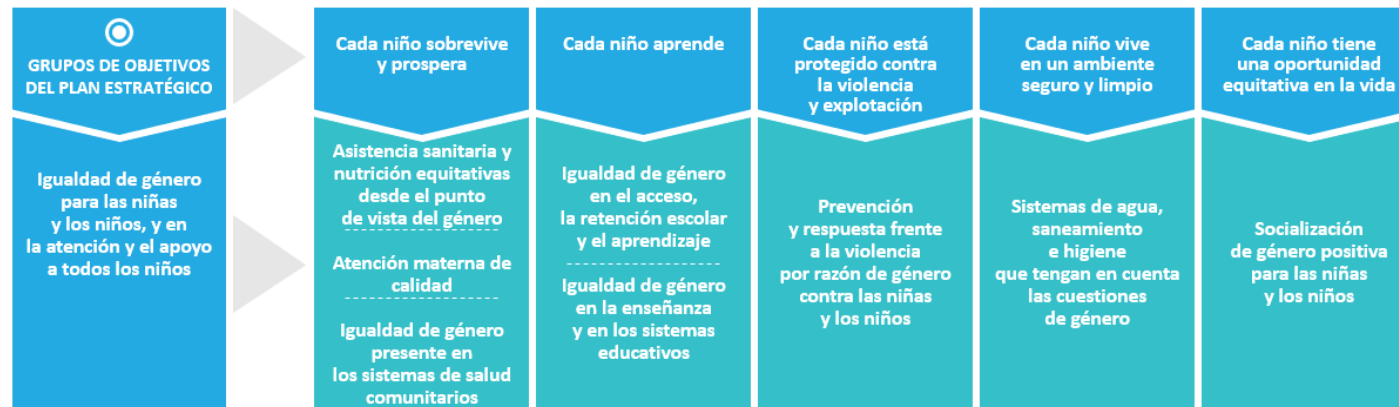 GRUPOS DE OBJETIVOS
DEL PLAN ESTRATÉGICO
Igualdad de género
para las niñas
y los niños, y en
la atención y el apoyo
a todos los niños
Cada niño sobrevive
y prospera
Asistencia sanitaria y
nutrición equitativas
desde el punto
de vista del género
Atención materna de
calidad
Igualdad de género
presente en
los sistemas de salud
comunitarios
Cada niño aprende
Igualdad de género
en el acceso,
la retención escolar
y el aprendizaje
Igualdad de género
en la enseñanza
y en los sistemas
educativos
Cada niño está
protegido contra
la violencia
y explotación
Prevención
y respuesta frente
a la violencia
por razón de género
contra las niñas
y los niños
Cada niño vive
en un ambiente
seguro y limpio
Sistemas de agua,
saneamiento
e higiene
que tengan en cuenta
las cuestiones
de género
Cada niño tiene
una oportunidad
equitativa en la vida
Socialización
de género positiva
para las niñas
y los niños